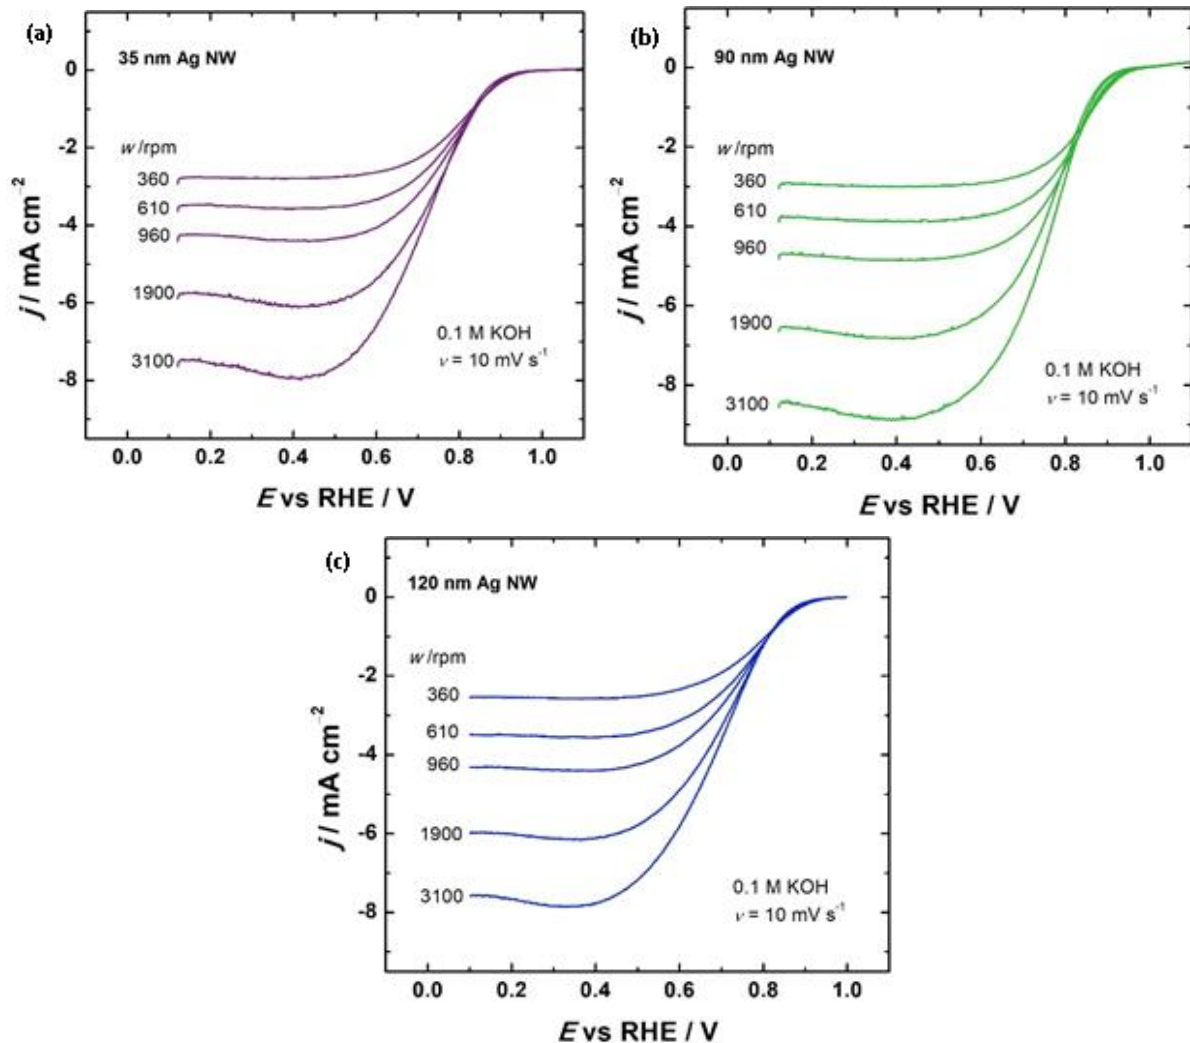 (a)
35 nm Ag NW
w /rpm
360
610
960
1900
3100
0.1 M KOH
ν = 10 mV s⁻¹
0
-2
-4
-6
-8
j / mA cm⁻²
0.0 0.2 0.4 0.6 0.8 1.0
E vs RHE / V
(b)
90 nm Ag NW
w /rpm
360
610
960
1900
3100
0.1 M KOH
ν = 10 mV s⁻¹
0
-2
-4
-6
-8
j / mA cm⁻²
0.0 0.2 0.4 0.6 0.8 1.0
E vs RHE / V
(c)
120 nm Ag NW
w /rpm
360
610
960
1900
3100
0.1 M KOH
ν = 10 mV s⁻¹
0
-2
-4
-6
-8
j / mA cm⁻²
0.0 0.2 0.4 0.6 0.8 1.0
E vs RHE / V